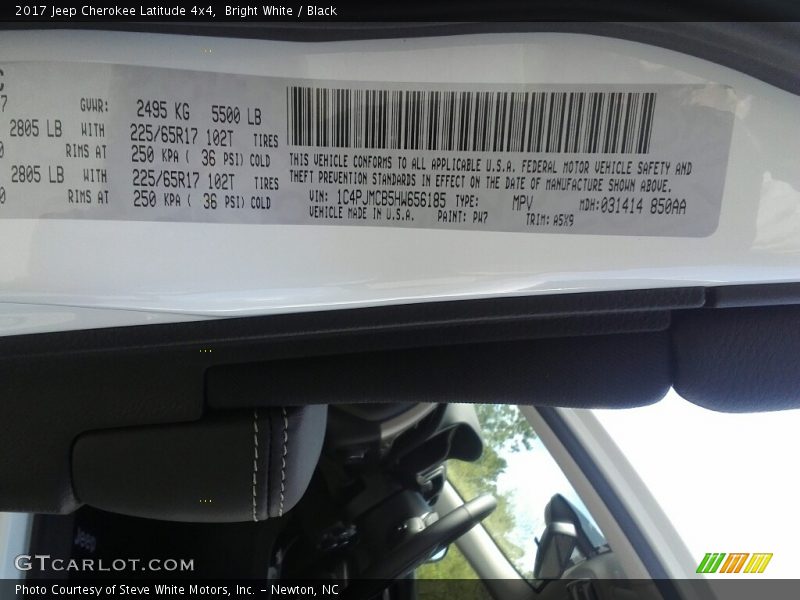 2017 Jeep Cherokee Latitude 4x4, Bright White / Black
C
7
GVWR: 2495 KG 5500 LB
2805 LB WITH 225/65R17 102T TIRES
0 RIMS AT 250 KPA ( 36 PSI) COLD
2805 LB WITH 225/65R17 102T TIRES
0 RIMS AT 250 KPA ( 36 PSI) COLD
THIS VEHICLE CONFORMS TO ALL APPLICABLE U.S.A. FEDERAL MOTOR VEHICLE SAFETY AND
THEFT PREVENTION STANDARDS IN EFFECT ON THE DATE OF MANUFACTURE SHOWN ABOVE.
VIN: 1C4PJMCB5HW656185 TYPE: MPV MDH:031414 850AA
VEHICLE MADE IN U.S.A. PAINT: PW7 TRIM: A5X9
Jeep
GTCARLOT.COM
Photo Courtesy of Steve White Motors, Inc. – Newton, NC